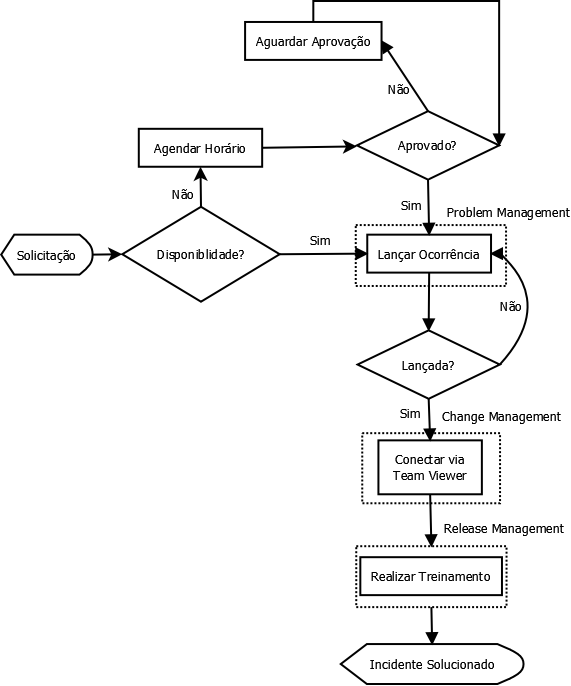 Aguardar Aprovação
Não
Agendar Horário
Aprovado?
Não
Sim
Problem Management
Solicitação
Disponiblidade?
Sim
Lançar Ocorrência
Não
Lançada?
Sim
Change Management
Conectar via
Team Viewer
Release Management
Realizar Treinamento
Incidente Solucionado